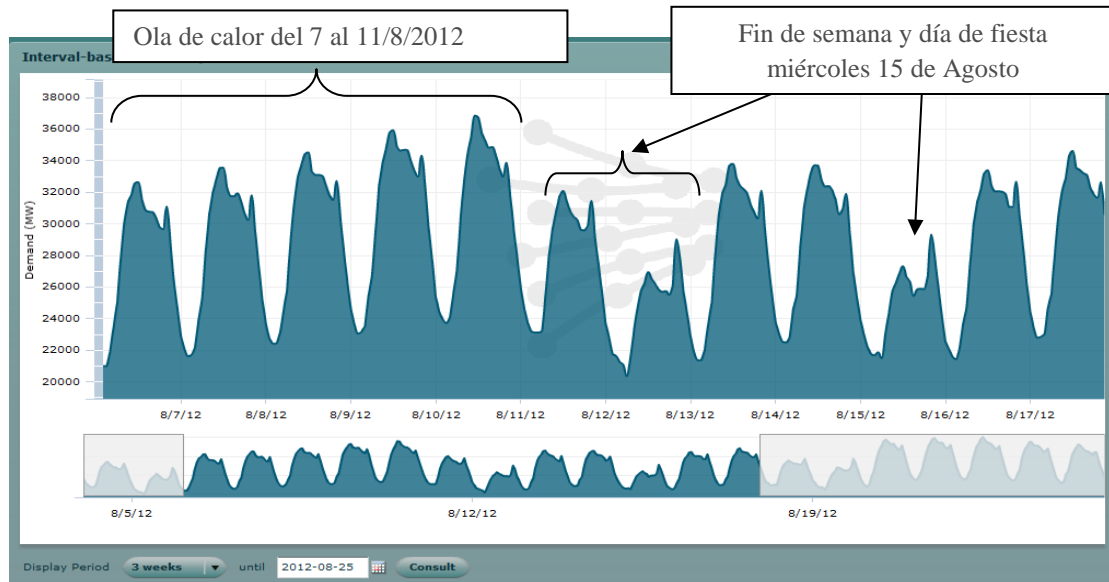 Ola de calor del 7 al 11/8/2012
Fin de semana y día de fiesta
miércoles 15 de Agosto
Interval-bas
38000
36000
34000
32000
30000
28000
26000
24000
22000
20000
Demand (MW)
8/7/12 8/8/12 8/9/12 8/10/12 8/11/12 8/12/12 8/13/12 8/14/12 8/15/12 8/16/12 8/17/12
8/5/12 8/12/12 8/19/12
Display Period 3 weeks until 2012-08-25 Consult